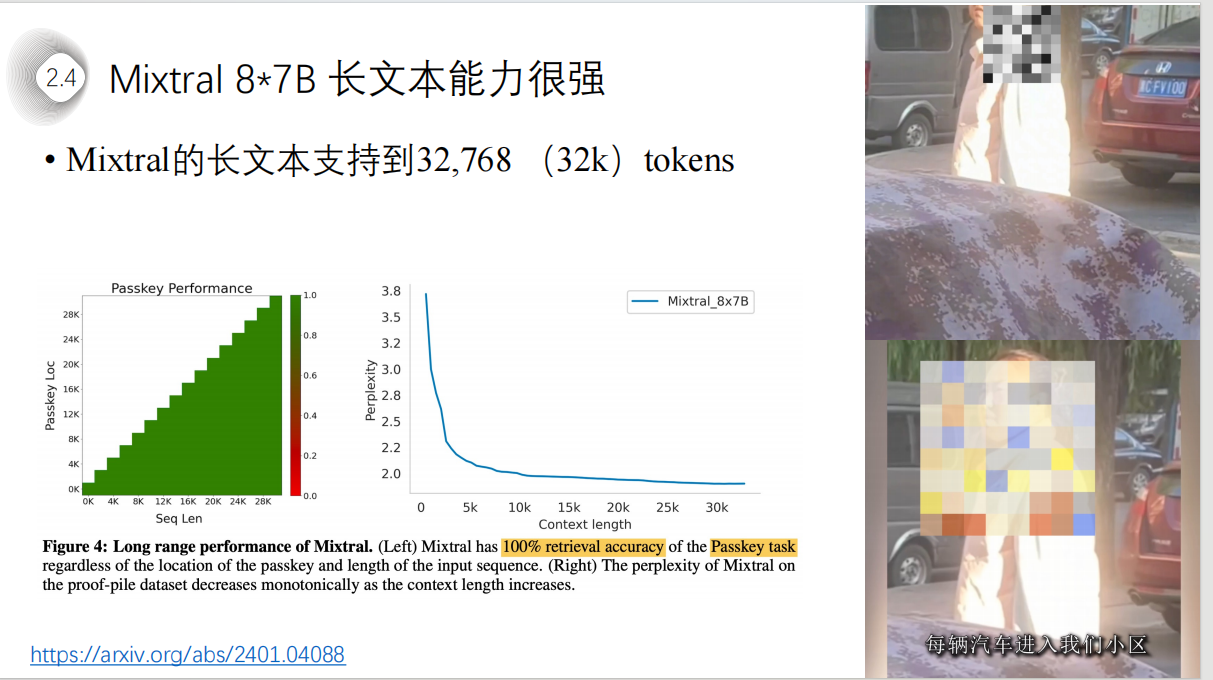 2.4
Mixtral 8*7B 长文本能力很强
• Mixtral的长文本支持到32,768 （32k）tokens
Passkey Performance
Passkey Loc
28K
24K
20K
16K
12K
8K
4K
0K
0K 4K 8K 12K 16K 20K 24K 28K
Seq Len
1.0
0.8
0.6
0.4
0.2
0.0
Perplexity
3.8
3.5
3.2
3.0
2.8
2.5
2.2
2.0
Mixtral_8x7B
0 5k 10k 15k 20k 25k 30k
Context length
Figure 4: Long range performance of Mixtral. (Left) Mixtral has 100% retrieval accuracy of the Passkey task
regardless of the location of the passkey and length of the input sequence. (Right) The perplexity of Mixtral on
the proof-pile dataset decreases monotonically as the context length increases.
https://arxiv.org/abs/2401.04088
每辆汽车进入我们小区